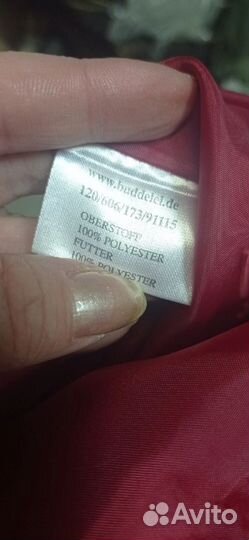 www.buddelei.de
120/606/173/91115
OBERSTOFF
100% POLYESTER
FUTTER
100% POLYESTER
Avito